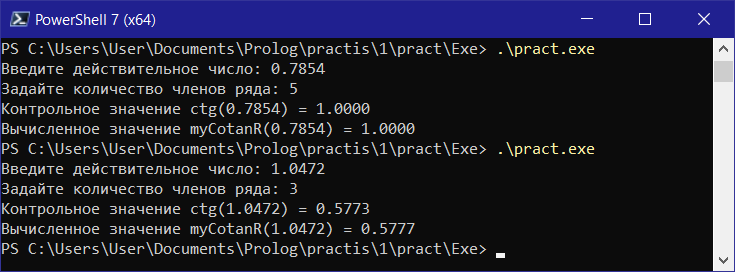 PowerShell 7 (x64)
PS C:\Users\User\Documents\Prolog\practis\1\pract\Exe> .\pract.exe
Введите действительное число: 0.7854
Задайте количество членов ряда: 5
Контрольное значение ctg(0.7854) = 1.0000
Вычисленное значение myCotanR(0.7854) = 1.0000
PS C:\Users\User\Documents\Prolog\practis\1\pract\Exe> .\pract.exe
Введите действительное число: 1.0472
Задайте количество членов ряда: 3
Контрольное значение ctg(1.0472) = 0.5773
Вычисленное значение myCotanR(1.0472) = 0.5777
PS C:\Users\User\Documents\Prolog\practis\1\pract\Exe>